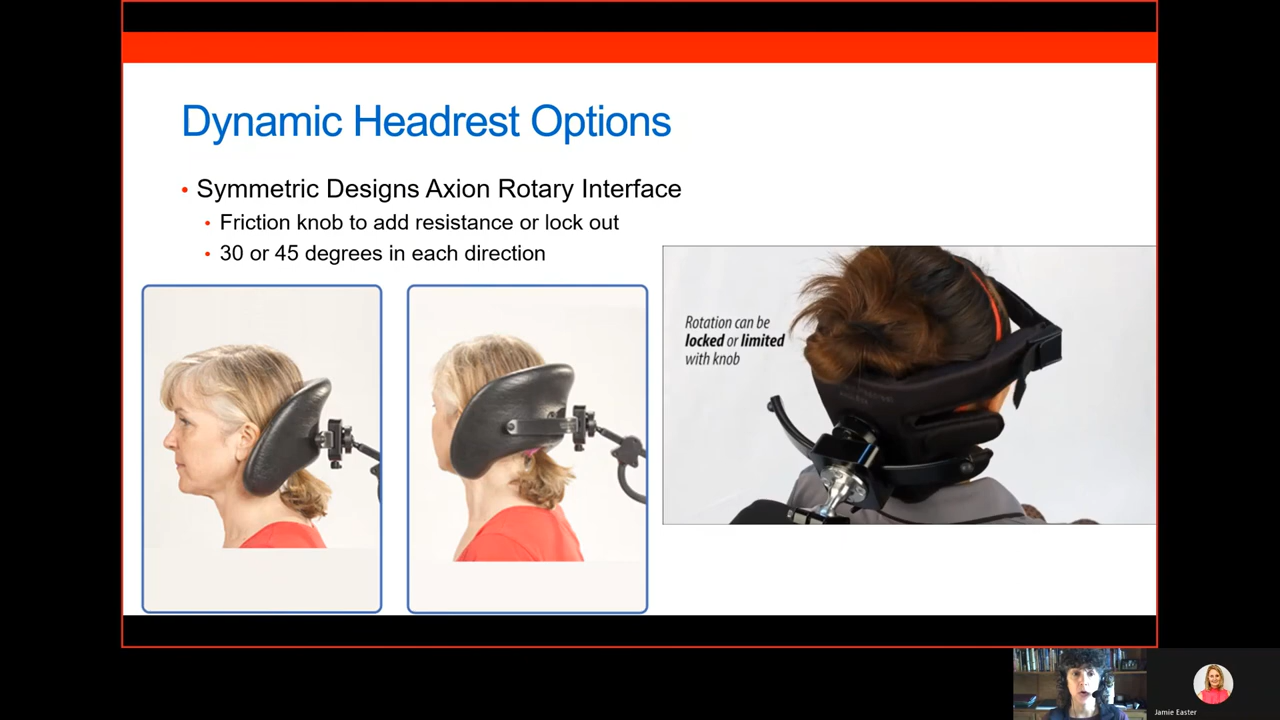 Dynamic Headrest Options
• Symmetric Designs Axion Rotary Interface
• Friction knob to add resistance or lock out
• 30 or 45 degrees in each direction
Rotation can be
locked or limited
with knob
Jamie Easter